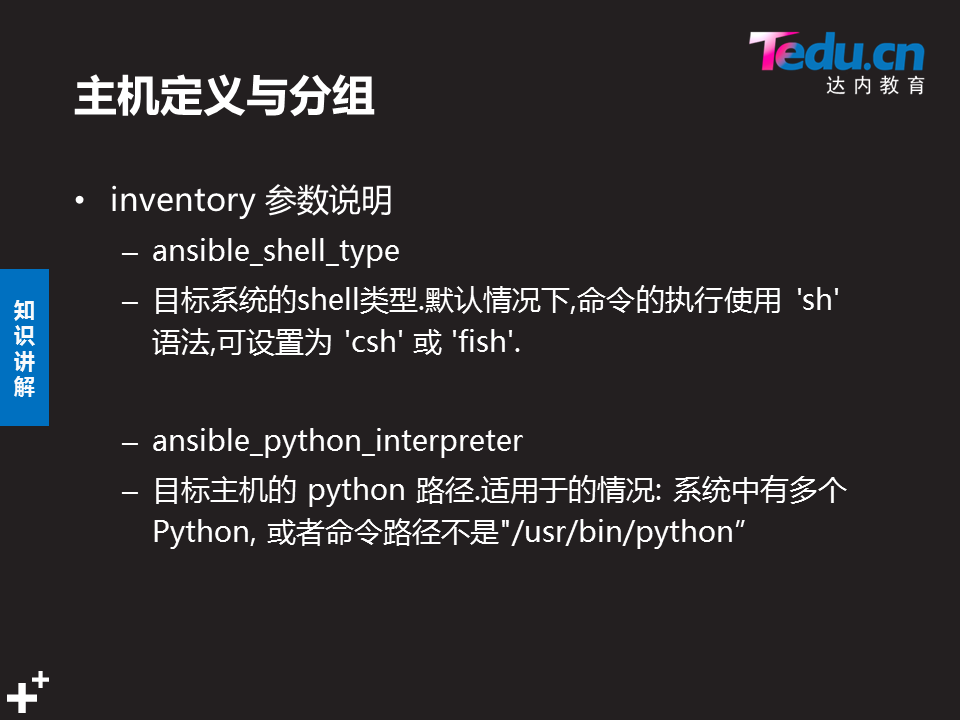 Tedu.cn
达内教育
主机定义与分组
• inventory 参数说明
– ansible_shell_type
– 目标系统的shell类型.默认情况下,命令的执行使用 'sh'
语法,可设置为 'csh' 或 'fish'.
知识讲解
– ansible_python_interpreter
– 目标主机的 python 路径.适用于的情况: 系统中有多个
Python, 或者命令路径不是"/usr/bin/python”